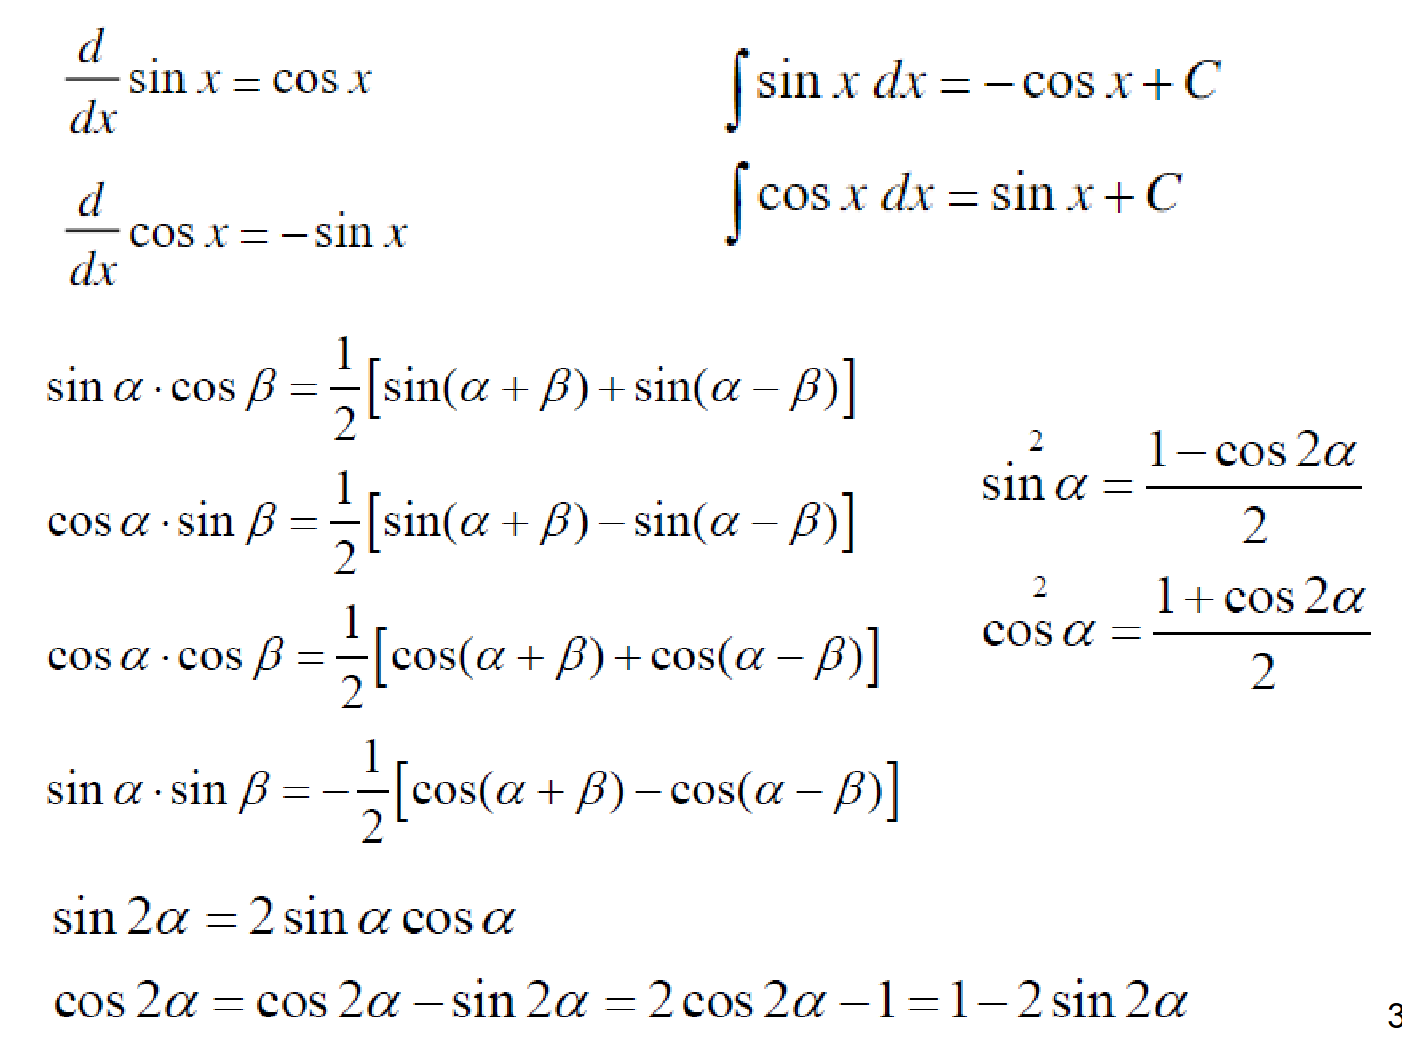 d/dx sin x = cos x
d/dx cos x = −sin x
∫ sin x dx = −cos x + C
∫ cos x dx = sin x + C
sin α · cos β = 1/2 [sin(α + β) + sin(α − β)]
cos α · sin β = 1/2 [sin(α + β) − sin(α − β)]
cos α · cos β = 1/2 [cos(α + β) + cos(α − β)]
sin α · sin β = −1/2 [cos(α + β) − cos(α − β)]
sin² α = (1 − cos 2α)/2
cos² α = (1 + cos 2α)/2
sin 2α = 2 sin α cos α
cos 2α = cos 2α − sin 2α = 2 cos 2α − 1 = 1 − 2 sin 2α
3